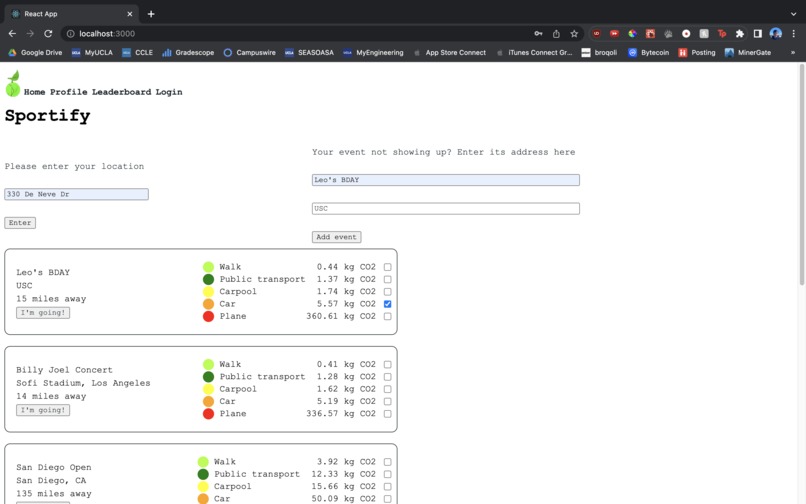 React App
localhost:3000
Google Drive MyUCLA CCLE Gradescope Campuswire SEASOASA MyEngineering App Store Connect iTunes Connect Gr... broqoli Bytecoin Posting MinerGate »
Home Profile Leaderboard Login
Sportify
Your event not showing up? Enter its address here
Please enter your location
Leo's BDAY
330 De Neve Dr
USC
Enter
Add event
Leo's BDAY
USC
15 miles away
I'm going!
Walk 0.44 kg CO2
Public transport 1.37 kg CO2
Carpool 1.74 kg CO2
Car 5.57 kg CO2
Plane 360.61 kg CO2
Billy Joel Concert
Sofi Stadium, Los Angeles
14 miles away
I'm going!
Walk 0.41 kg CO2
Public transport 1.28 kg CO2
Carpool 1.62 kg CO2
Car 5.19 kg CO2
Plane 336.57 kg CO2
San Diego Open
San Diego, CA
135 miles away
Walk 3.92 kg CO2
Public transport 12.33 kg CO2
Carpool 15.66 kg CO2
Car 50.09 kg CO2